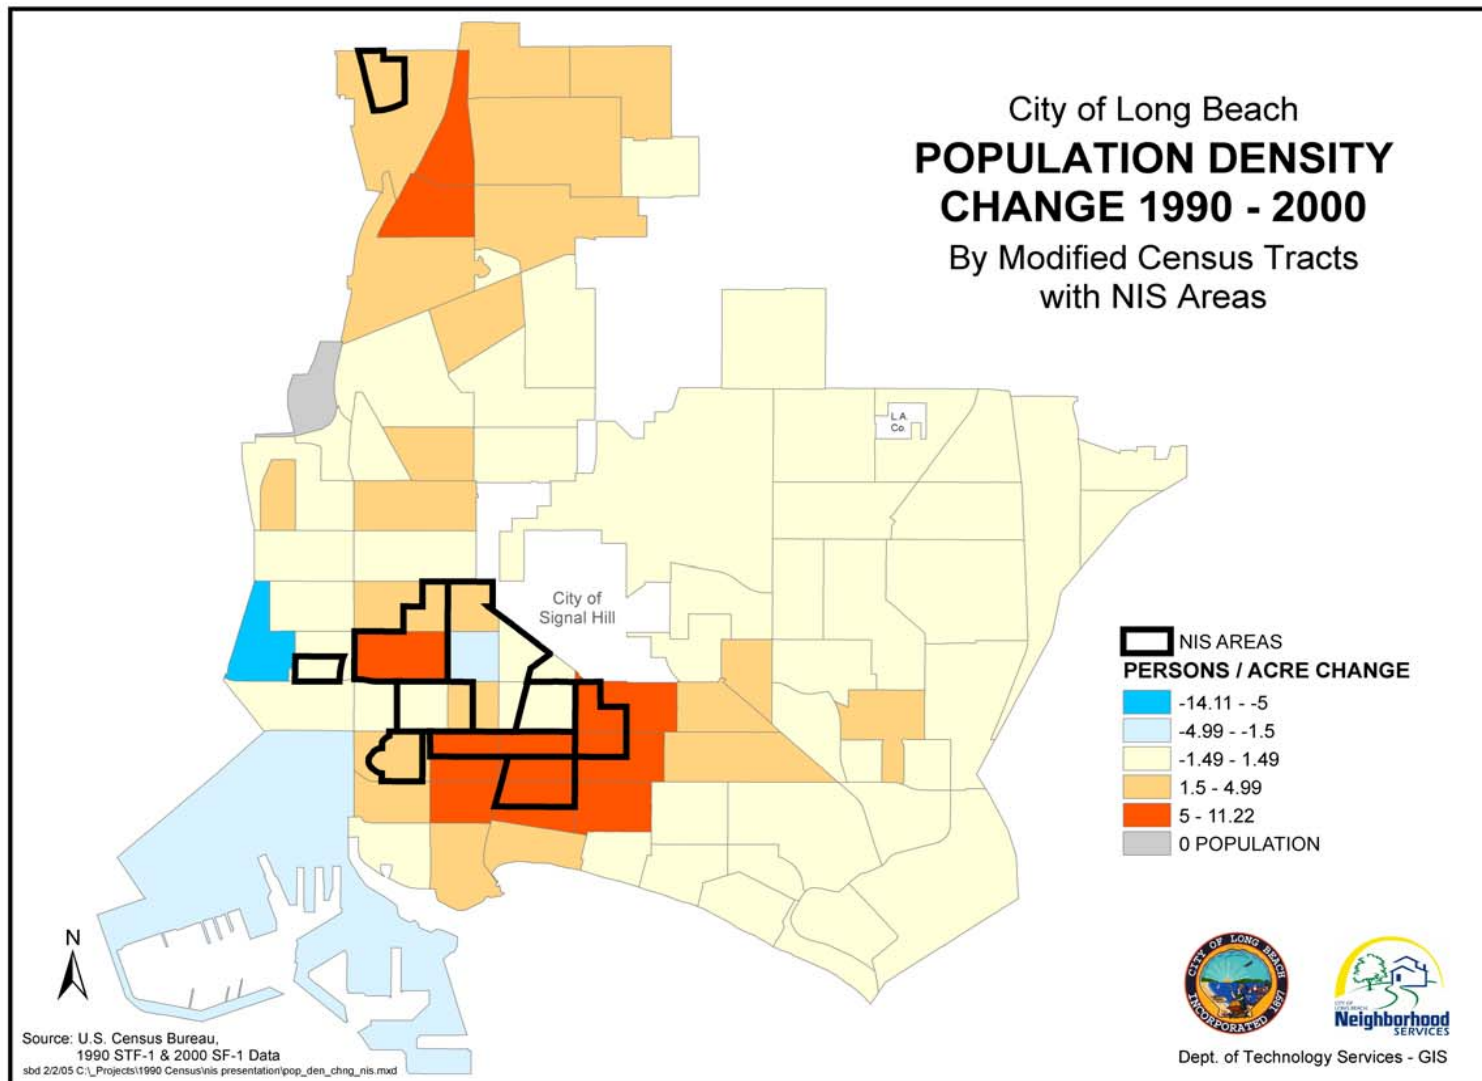 City of Long Beach
POPULATION DENSITY
CHANGE 1990 - 2000
By Modified Census Tracts
with NIS Areas
L.A.
Co.
City of
Signal Hill
NIS AREAS
PERSONS / ACRE CHANGE
-14.11 - -5
-4.99 - -1.5
-1.49 - 1.49
1.5 - 4.99
5 - 11.22
0 POPULATION
N
CITY OF LONG BEACH
INCORPORATED 1897
CITY OF
LONG BEACH
Neighborhood
SERVICES
Dept. of Technology Services - GIS
Source: U.S. Census Bureau,
1990 STF-1 & 2000 SF-1 Data
sbd 2/2/05 C:\_Projects\1990 Census\nis presentation\pop_den_chng_nis.mxd